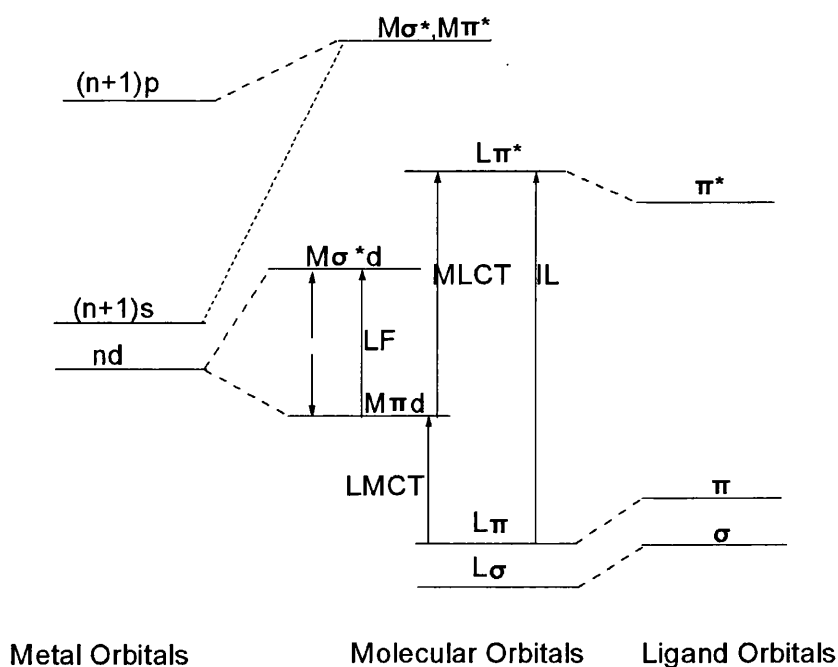 Mσ*,Mπ*
(n+1)p
Lπ*
π*
Mσ*d
MLCT IL
(n+1)s
LF
nd
Mπd
LMCT
π
Lπ
σ
Lσ
Metal Orbitals Molecular Orbitals Ligand Orbitals